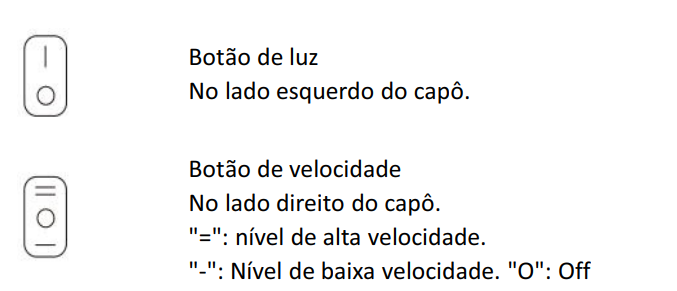 Botão de luz
No lado esquerdo do capô.
Botão de velocidade
No lado direito do capô.
"=": nível de alta velocidade.
"-": Nível de baixa velocidade. "O": Off